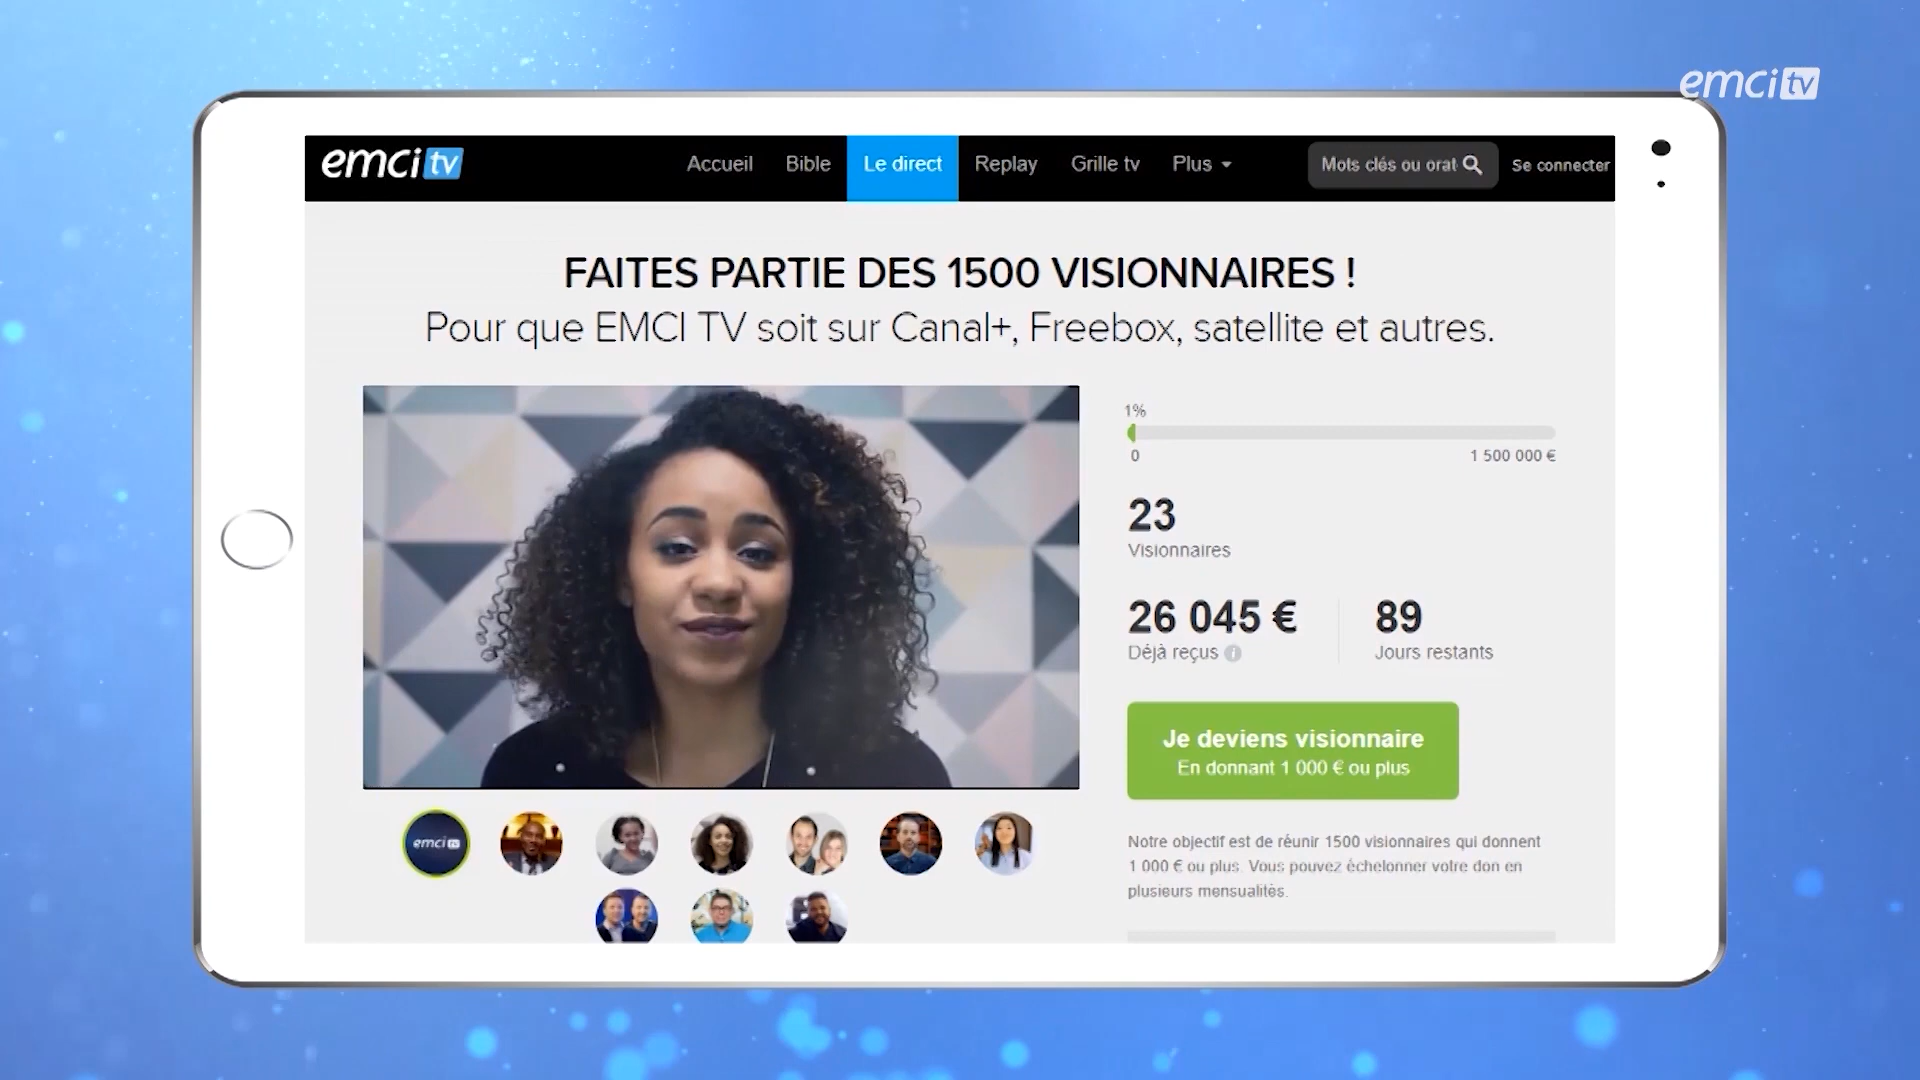 emci tv
emci tv
Accueil Bible Le direct Replay Grille tv Plus Mots clés ou orat Se connecter
FAITES PARTIE DES 1500 VISIONNAIRES !
Pour que EMCI TV soit sur Canal+, Freebox, satellite et autres.
1%
0 1 500 000 €
23
Visionnaires
26 045 € 89
Déjà reçus i Jours restants
Je deviens visionnaire
En donnant 1 000 € ou plus
emci tv
Notre objectif est de réunir 1500 visionnaires qui donnent
1 000 € ou plus. Vous pouvez échelonner votre don en
plusieurs mensualités.